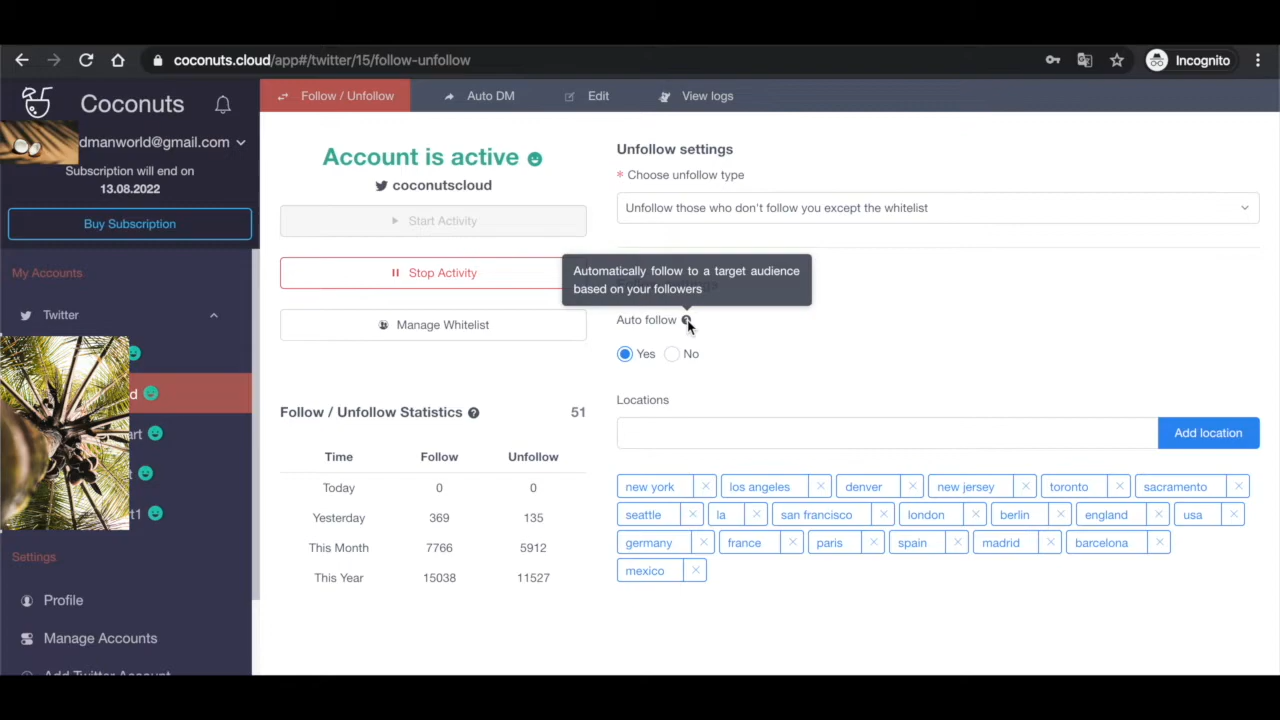 coconuts.cloud/app#/twitter/15/follow-unfollow
Incognito
Coconuts
dmanworld@gmail.com
Subscription will end on
13.08.2022
Buy Subscription
My Accounts
Twitter
d
art
t
t1
Settings
Profile
Manage Accounts
Add Twitter Account
Follow / Unfollow
Auto DM
Edit
View logs
Account is active
coconutscloud
Start Activity
Stop Activity
Manage Whitelist
Follow / Unfollow Statistics ? 51
Time Follow Unfollow
Today 0 0
Yesterday 369 135
This Month 7766 5912
This Year 15038 11527
Unfollow settings
* Choose unfollow type
Unfollow those who don't follow you except the whitelist
Automatically follow to a target audience
based on your followers
Auto follow
Yes No
Locations
Add location
new york los angeles denver new jersey toronto sacramento
seattle la san francisco london berlin england usa
germany france paris spain madrid barcelona
mexico